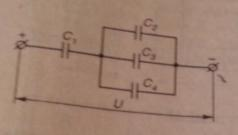 +
C₂
–
C₁
C₃
C₄
U